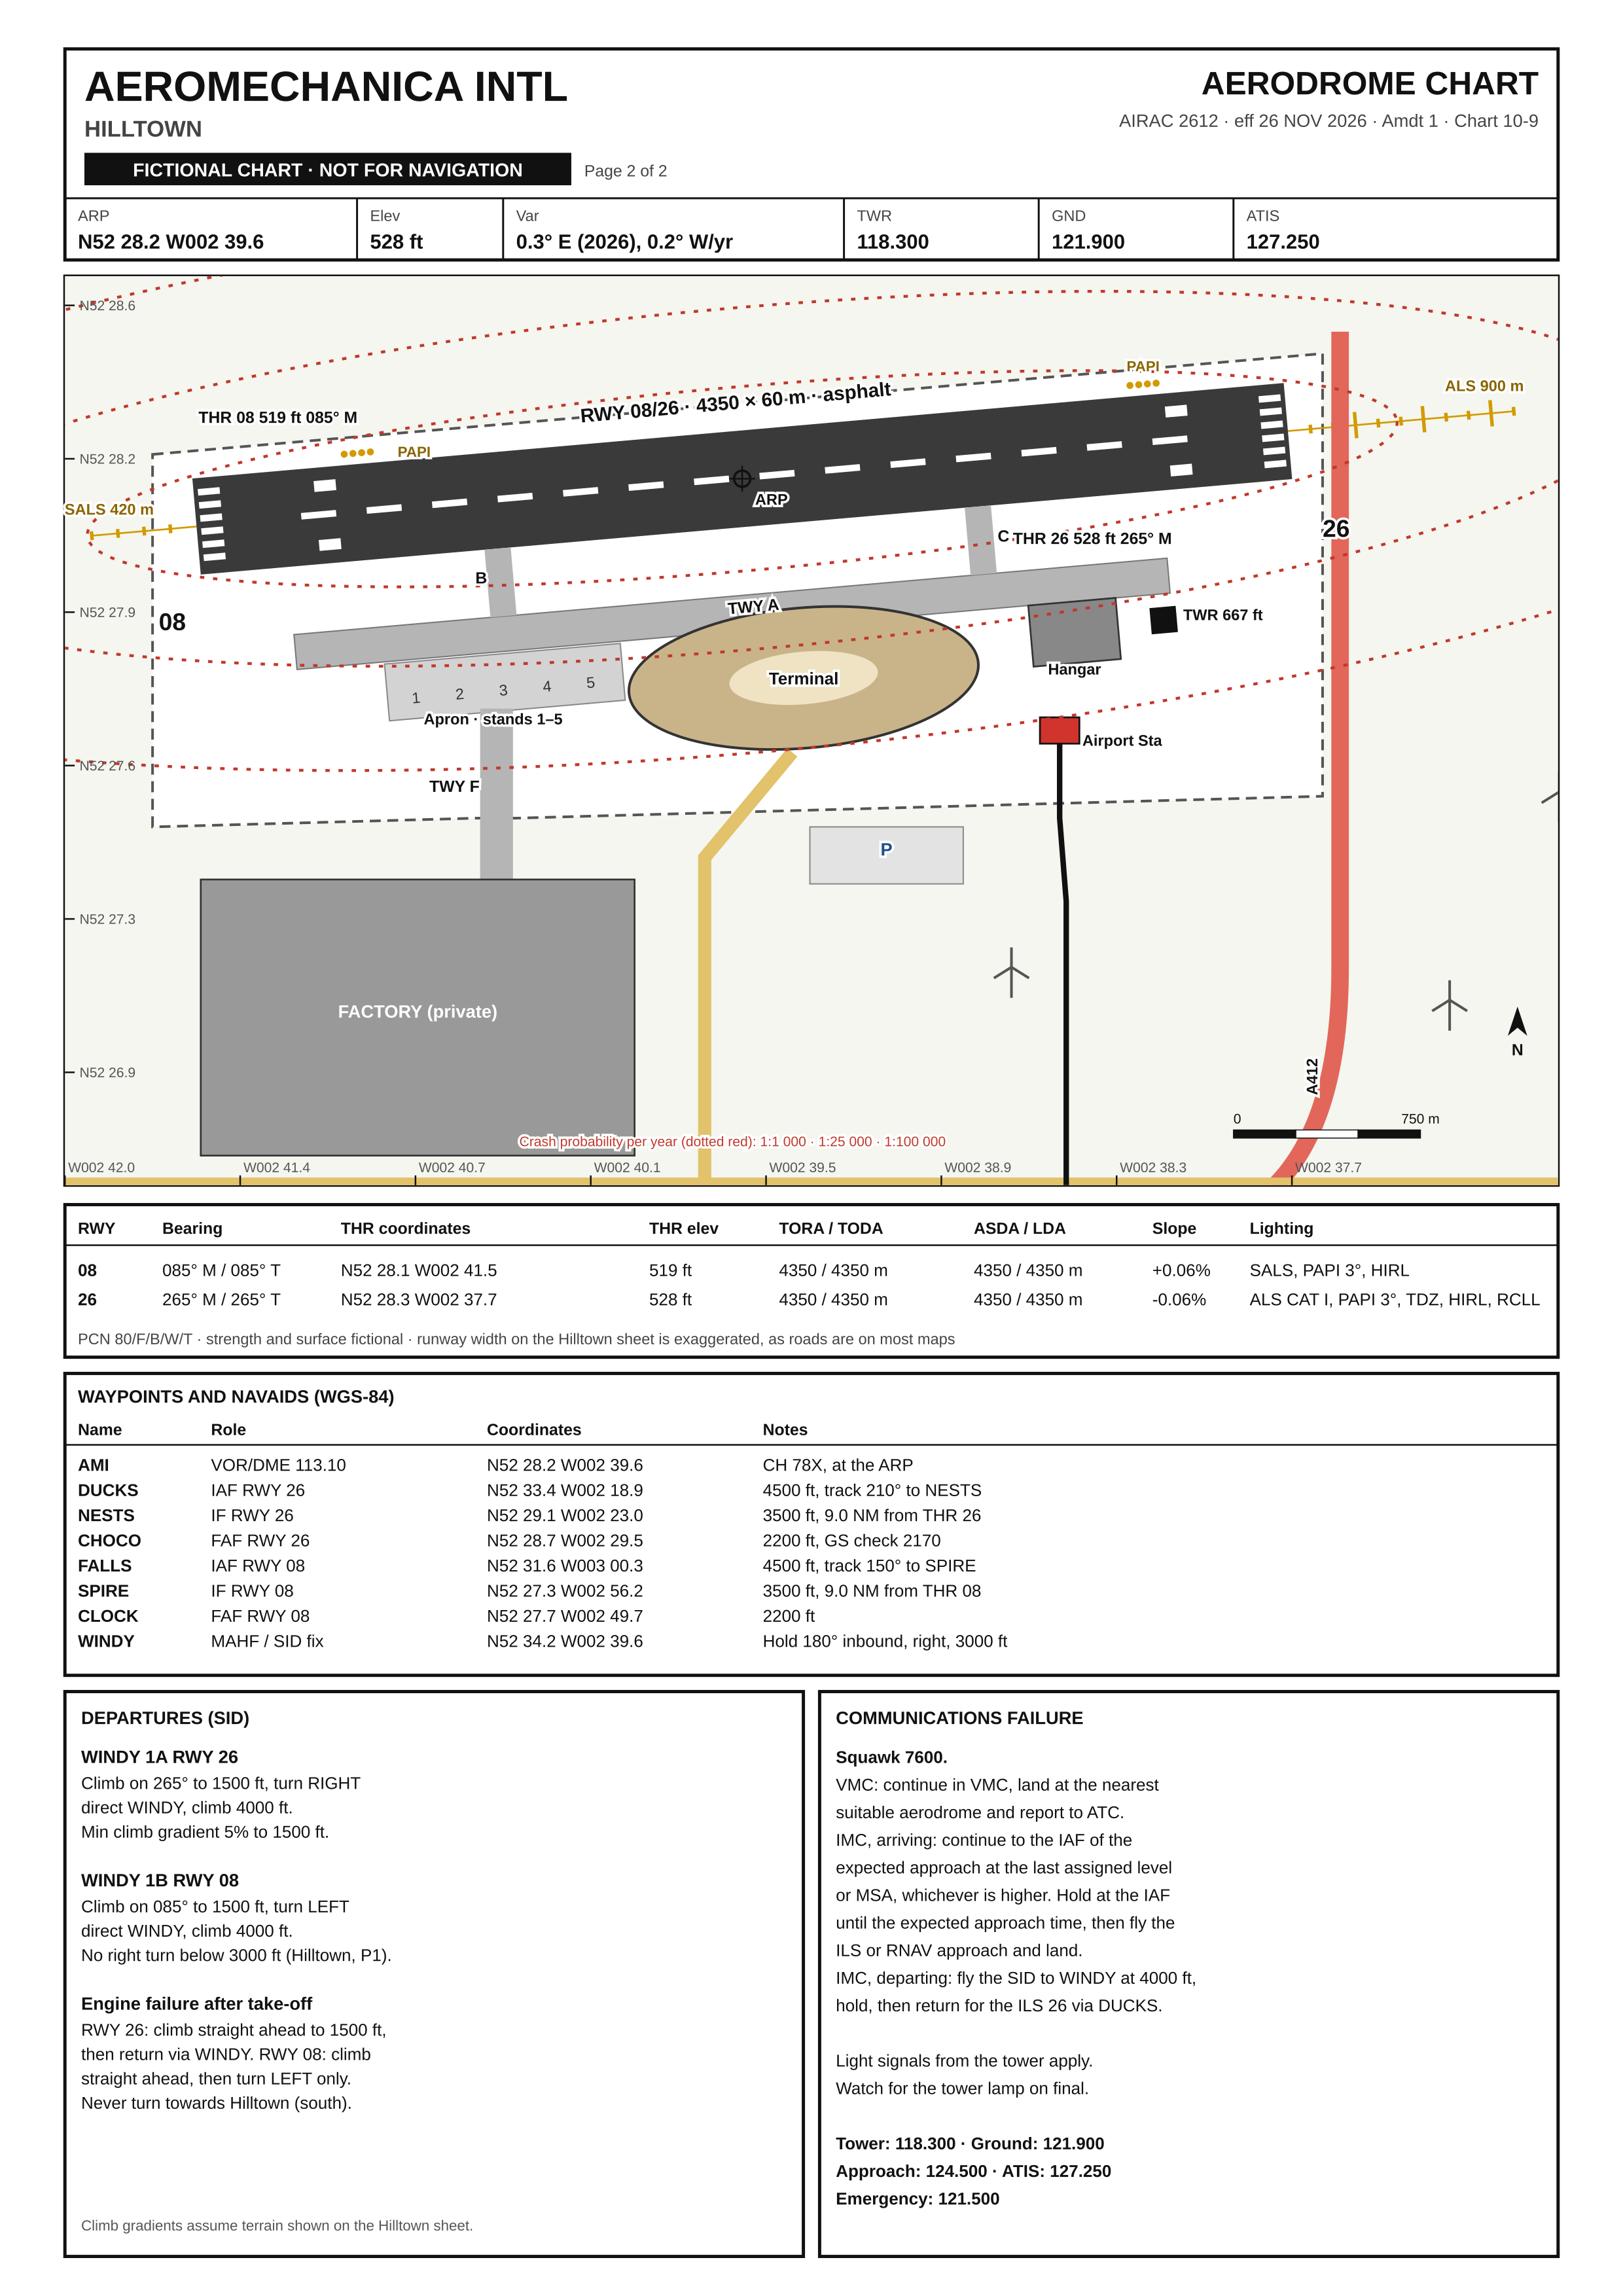 AEROMECHANICA INTL
HILLTOWN
AERODROME CHART
AIRAC 2612 · eff 26 NOV 2026 · Amdt 1 · Chart 10-9
FICTIONAL CHART · NOT FOR NAVIGATION
Page 2 of 2
ARP Elev Var TWR GND ATIS
N52 28.2 W002 39.6 528 ft 0.3° E (2026), 0.2° W/yr 118.300 121.900 127.250
N52 28.6
PAPI
ALS 900 m
RWY 08/26 · 4350 × 60 m · asphalt
THR 08 519 ft 085° M
PAPI
N52 28.2
ARP
SALS 420 m
26
C
THR 26 528 ft 265° M
B
N52 27.9
08
TWY A
TWR 667 ft
Hangar
Terminal
1 2 3 4 5
Apron · stands 1–5
Airport Sta
N52 27.6
TWY F
P
N52 27.3
FACTORY (private)
N
N52 26.9
A412
0 750 m
Crash probability per year (dotted red): 1:1 000 · 1:25 000 · 1:100 000
W002 42.0 W002 41.4 W002 40.7 W002 40.1 W002 39.5 W002 38.9 W002 38.3 W002 37.7
RWY Bearing THR coordinates THR elev TORA / TODA ASDA / LDA Slope Lighting
08 085° M / 085° T N52 28.1 W002 41.5 519 ft 4350 / 4350 m 4350 / 4350 m +0.06% SALS, PAPI 3°, HIRL
26 265° M / 265° T N52 28.3 W002 37.7 528 ft 4350 / 4350 m 4350 / 4350 m -0.06% ALS CAT I, PAPI 3°, TDZ, HIRL, RCLL
PCN 80/F/B/W/T · strength and surface fictional · runway width on the Hilltown sheet is exaggerated, as roads are on most maps
WAYPOINTS AND NAVAIDS (WGS-84)
Name Role Coordinates Notes
AMI VOR/DME 113.10 N52 28.2 W002 39.6 CH 78X, at the ARP
DUCKS IAF RWY 26 N52 33.4 W002 18.9 4500 ft, track 210° to NESTS
NESTS IF RWY 26 N52 29.1 W002 23.0 3500 ft, 9.0 NM from THR 26
CHOCO FAF RWY 26 N52 28.7 W002 29.5 2200 ft, GS check 2170
FALLS IAF RWY 08 N52 31.6 W003 00.3 4500 ft, track 150° to SPIRE
SPIRE IF RWY 08 N52 27.3 W002 56.2 3500 ft, 9.0 NM from THR 08
CLOCK FAF RWY 08 N52 27.7 W002 49.7 2200 ft
WINDY MAHF / SID fix N52 34.2 W002 39.6 Hold 180° inbound, right, 3000 ft
DEPARTURES (SID)
WINDY 1A RWY 26
Climb on 265° to 1500 ft, turn RIGHT
direct WINDY, climb 4000 ft.
Min climb gradient 5% to 1500 ft.
WINDY 1B RWY 08
Climb on 085° to 1500 ft, turn LEFT
direct WINDY, climb 4000 ft.
No right turn below 3000 ft (Hilltown, P1).
Engine failure after take-off
RWY 26: climb straight ahead to 1500 ft,
then return via WINDY. RWY 08: climb
straight ahead, then turn LEFT only.
Never turn towards Hilltown (south).
Climb gradients assume terrain shown on the Hilltown sheet.
COMMUNICATIONS FAILURE
Squawk 7600.
VMC: continue in VMC, land at the nearest
suitable aerodrome and report to ATC.
IMC, arriving: continue to the IAF of the
expected approach at the last assigned level
or MSA, whichever is higher. Hold at the IAF
until the expected approach time, then fly the
ILS or RNAV approach and land.
IMC, departing: fly the SID to WINDY at 4000 ft,
hold, then return for the ILS 26 via DUCKS.
Light signals from the tower apply.
Watch for the tower lamp on final.
Tower: 118.300 · Ground: 121.900
Approach: 124.500 · ATIS: 127.250
Emergency: 121.500